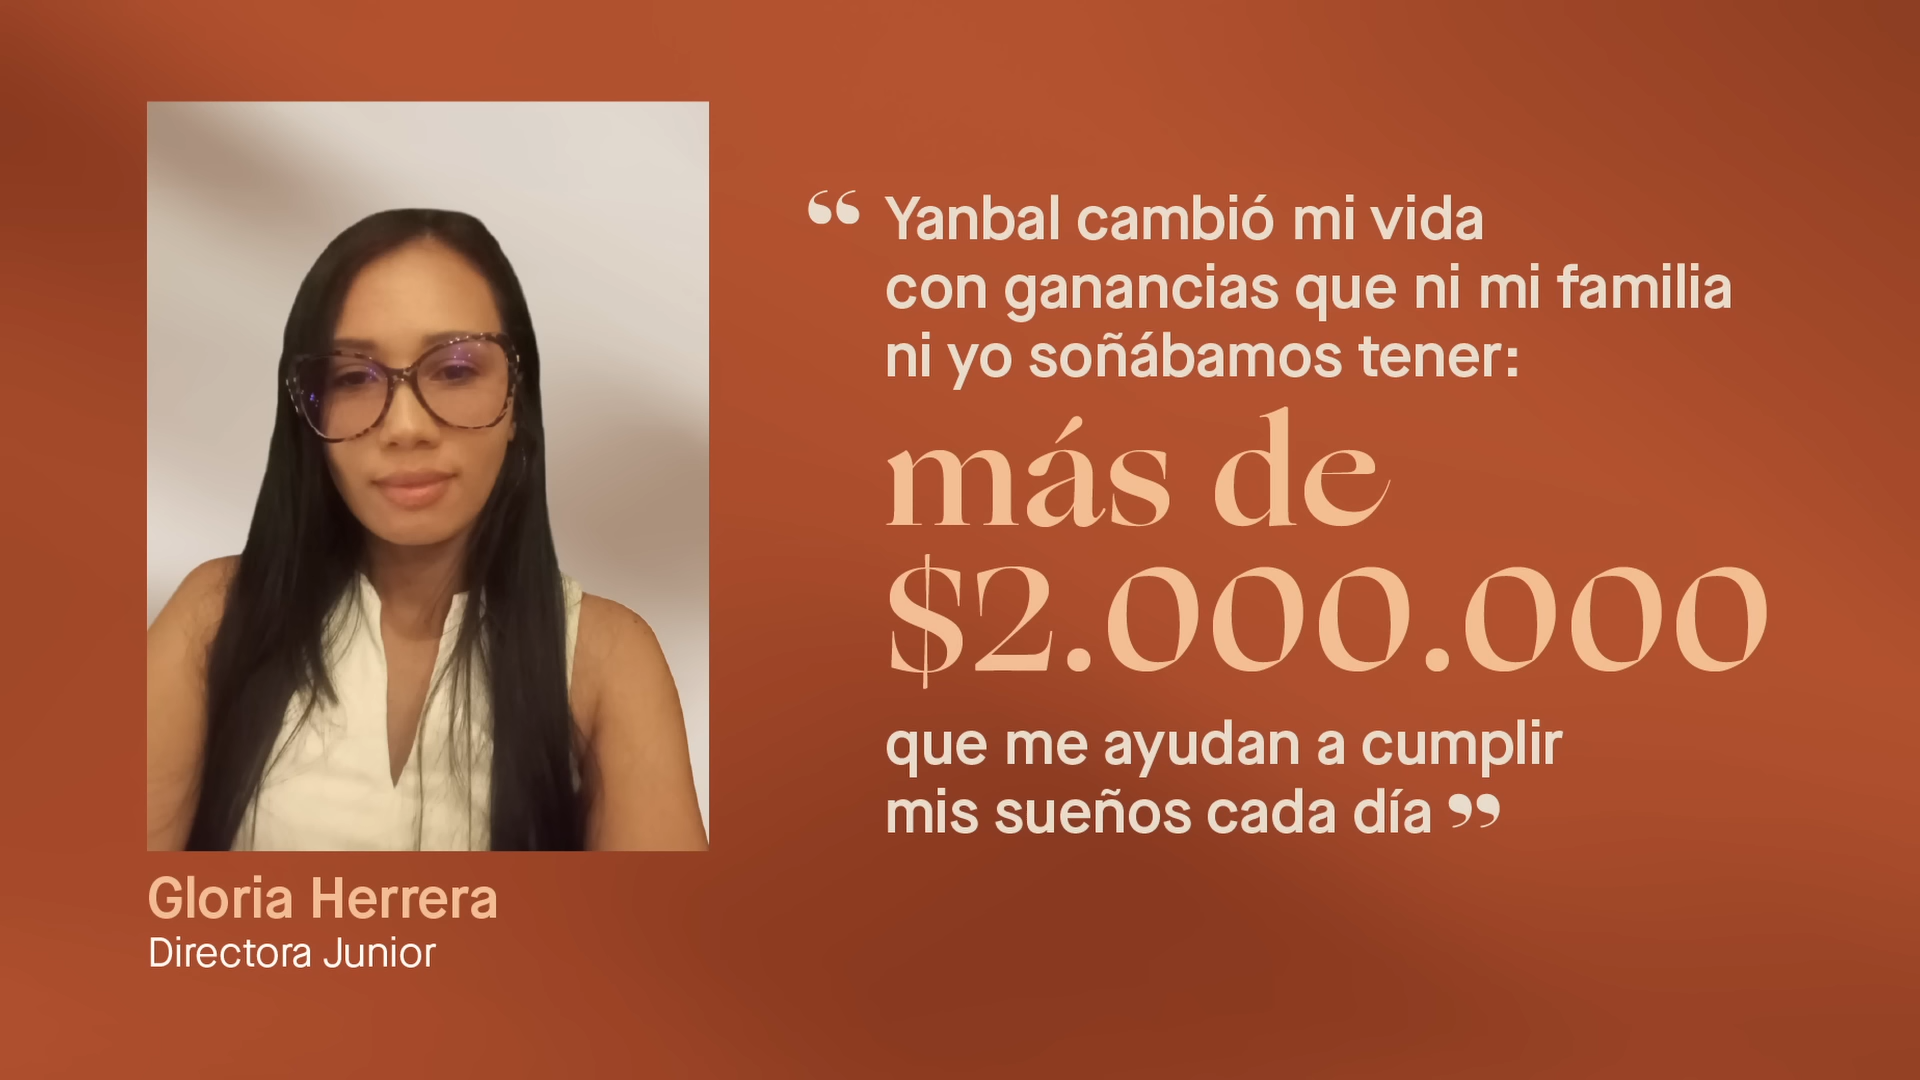 “ Yanbal cambió mi vida
con ganancias que ni mi familia
ni yo soñábamos tener:
más de
$2.000.000
que me ayudan a cumplir
mis sueños cada día ”
Gloria Herrera
Directora Junior